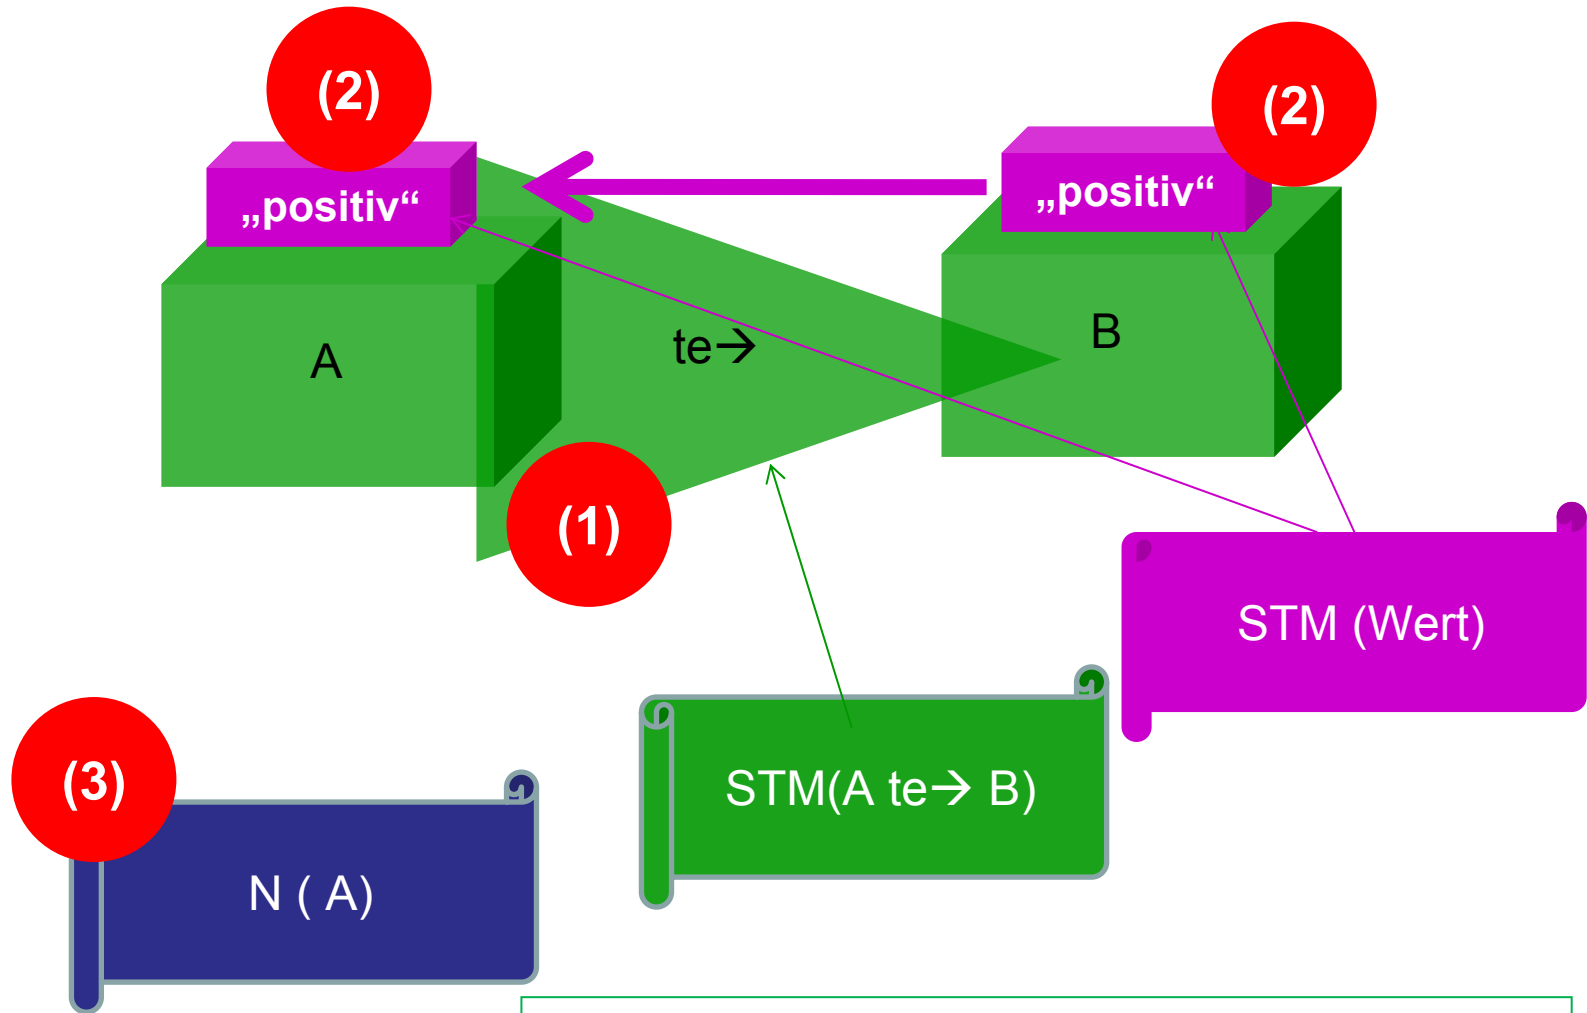 (2)
(2)
„positiv“
„positiv“
A
te→
B
(1)
STM (Wert)
(3)
STM(A te→ B)
N ( A)